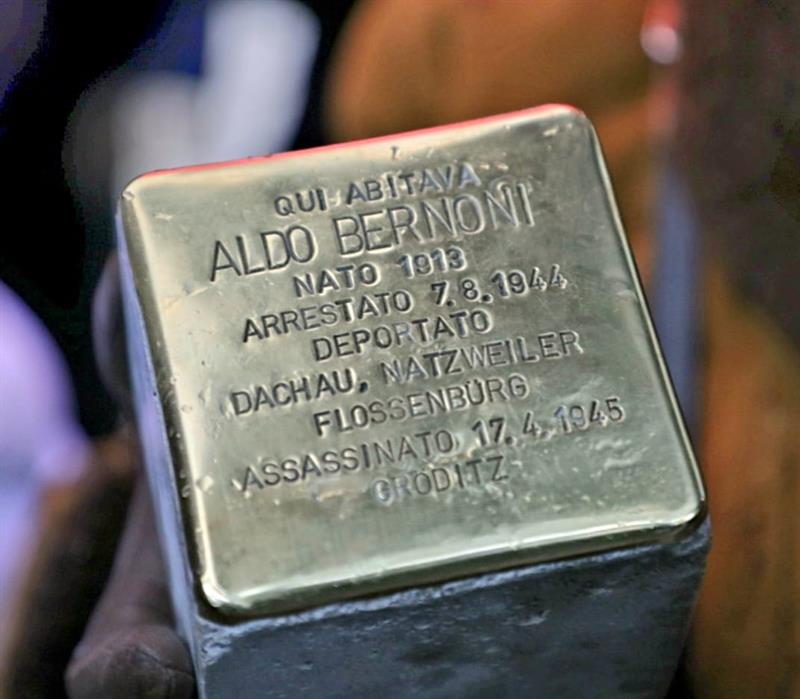 QUI ABITAVA
ALDO BERNONI
NATO 1913
ARRESTATO 7.8.1944
DEPORTATO
DACHAU, NATZWEILER
FLOSSENBÜRG
ASSASSINATO 17.4.1945
GRÖDITZ